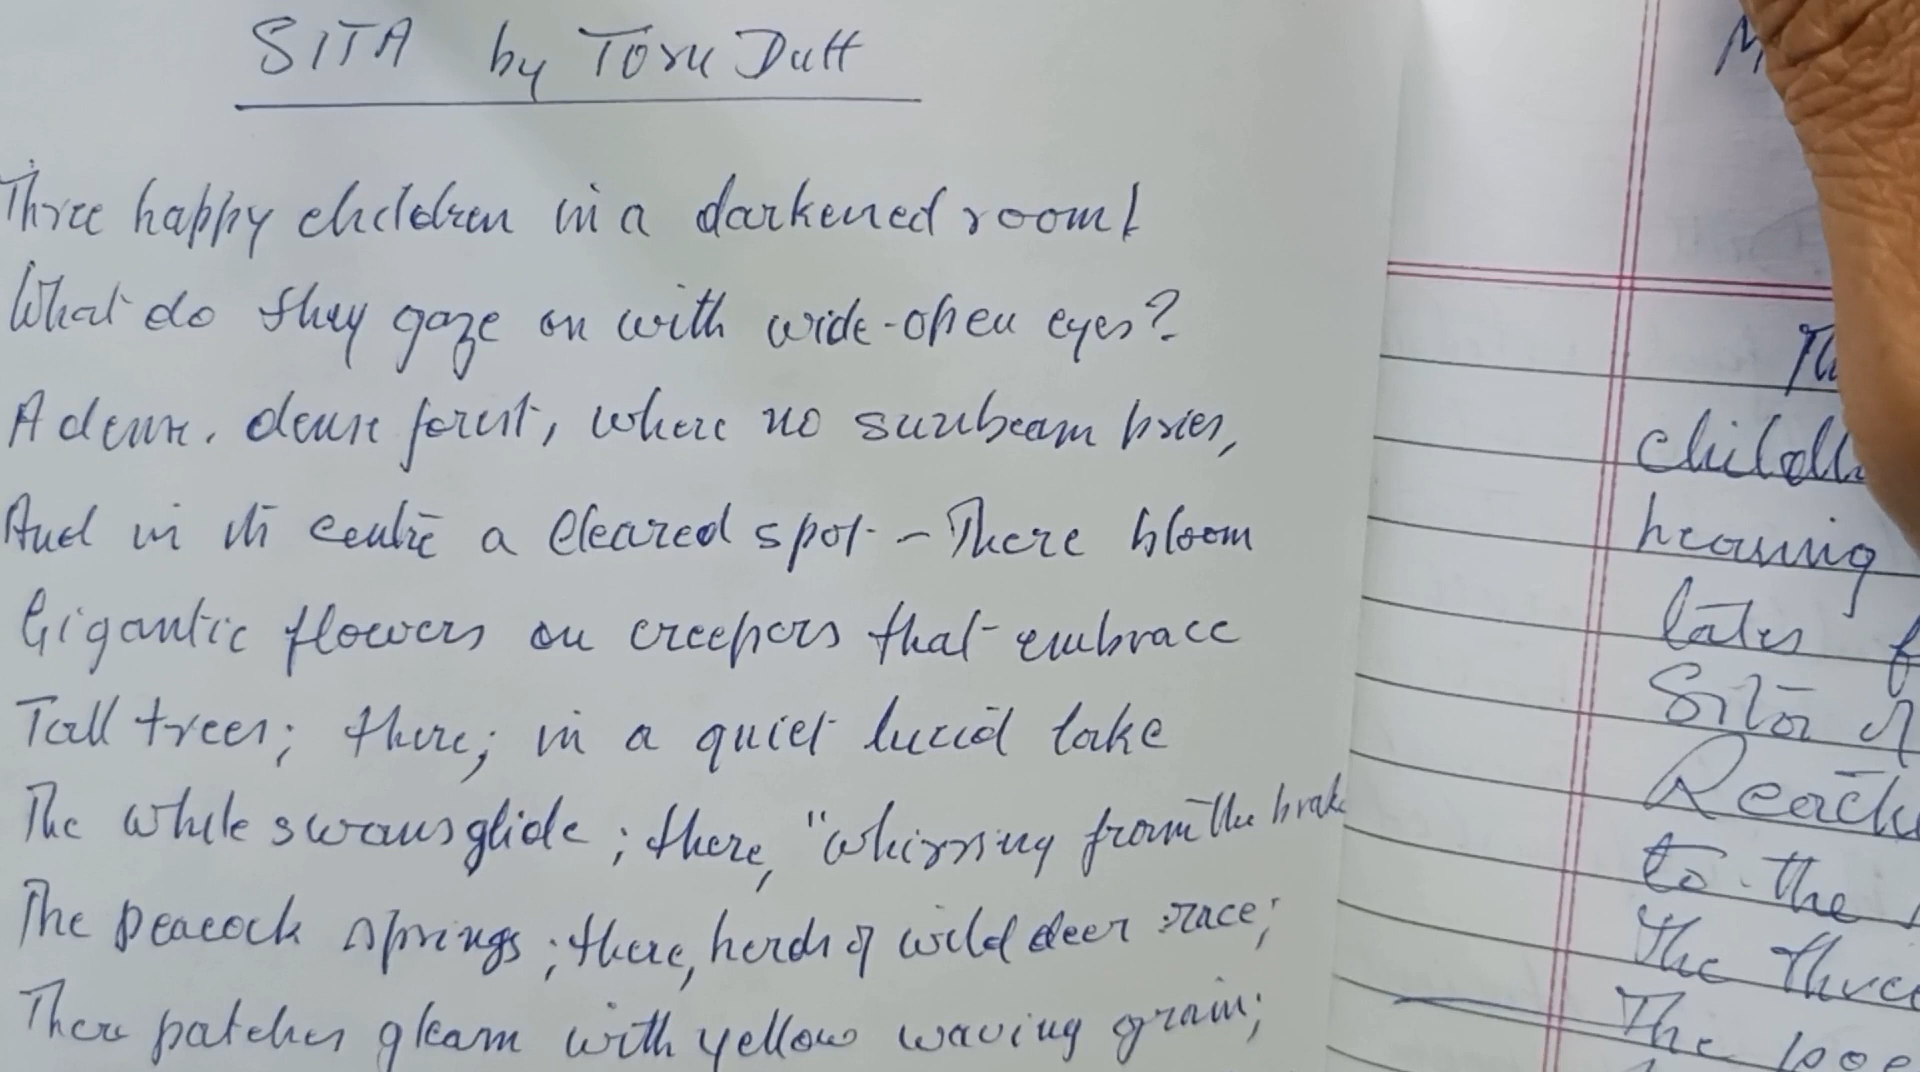 SITA by Toru Dutt
Three happy children in a darkened room!
What do they gaze on with wide-open eyes?
A dense, dense forest, where no sunbeam pries,
And in its centre a cleared spot - There bloom
Gigantic flowers on creepers that embrace
Tall trees; there; in a quiet lucid lake
The white swans glide; there, "whirring from the brake
The peacock springs; there, herds of wild deer race;
There patches gleam with yellow waving grain;
hearing
later
Sita
to the
The three
The